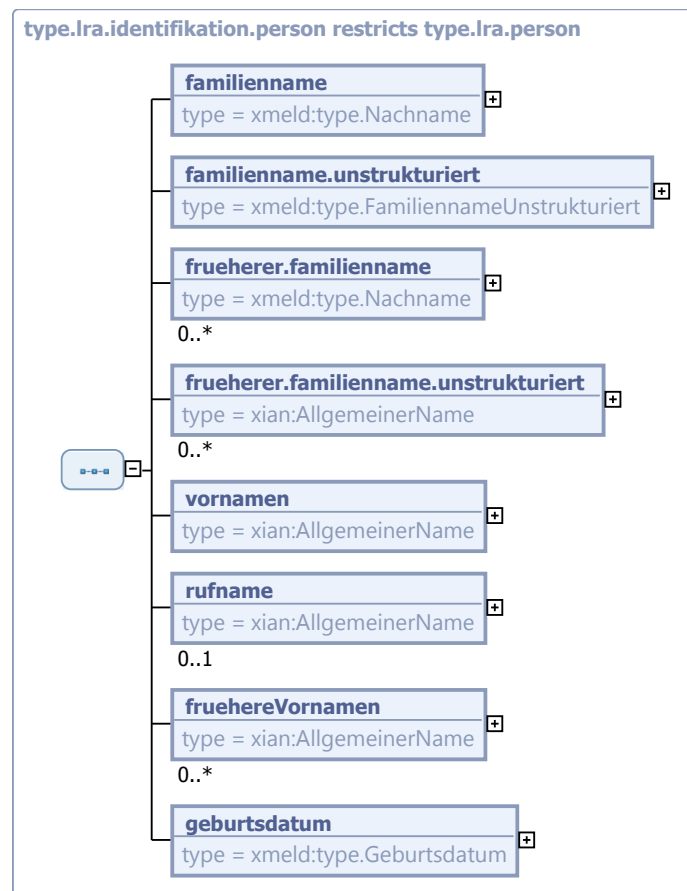 type.lra.identifikation.person restricts type.lra.person
familienname
type = xmeld:type.Nachname
familienname.unstrukturiert
type = xmeld:type.FamiliennameUnstrukturiert
frueherer.familienname
type = xmeld:type.Nachname
0..*
frueherer.familienname.unstrukturiert
type = xian:AllgemeinerName
0..*
vornamen
type = xian:AllgemeinerName
rufname
type = xian:AllgemeinerName
0..1
fruehereVornamen
type = xian:AllgemeinerName
0..*
geburtsdatum
type = xmeld:type.Geburtsdatum